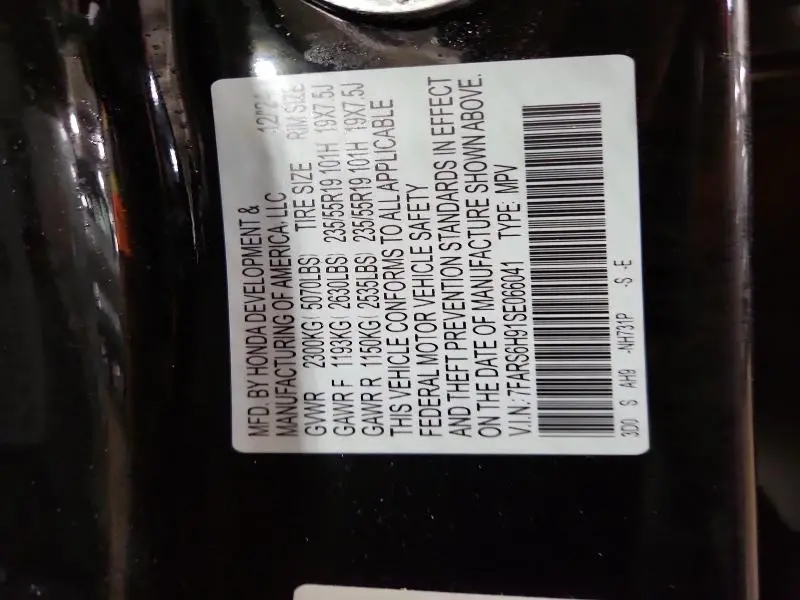 MFD. BY HONDA DEVELOPMENT &
MANUFACTURING OF AMERICA, LLC
GVWR 2300KG( 5070LBS) TIRE SIZE RIM SIZE
GAWR F 1193KG( 2630LBS) 235/55R19 101H 19X7.5J
GAWR R 1150KG( 2535LBS) 235/55R19 101H 19X7.5J
THIS VEHICLE CONFORMS TO ALL APPLICABLE
FEDERAL MOTOR VEHICLE SAFETY
AND THEFT PREVENTION STANDARDS IN EFFECT
ON THE DATE OF MANUFACTURE SHOWN ABOVE.
V.I.N: 7FARS6H91SE066041 TYPE: MPV
3D0 S AH9 -NH731P -S -E